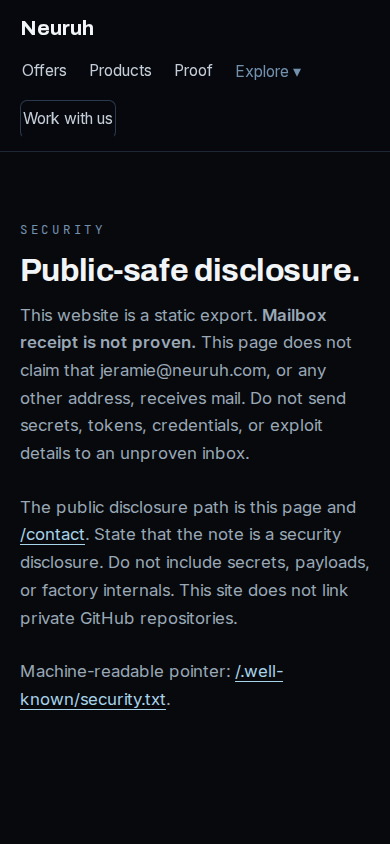 Neuruh
Offers Products Proof Explore ▾
Work with us
SECURITY
Public-safe disclosure.
This website is a static export. Mailbox
receipt is not proven. This page does not
claim that jeramie@neuruh.com, or any
other address, receives mail. Do not send
secrets, tokens, credentials, or exploit
details to an unproven inbox.
The public disclosure path is this page and
/contact. State that the note is a security
disclosure. Do not include secrets, payloads,
or factory internals. This site does not link
private GitHub repositories.
Machine-readable pointer: /.well-
known/security.txt.